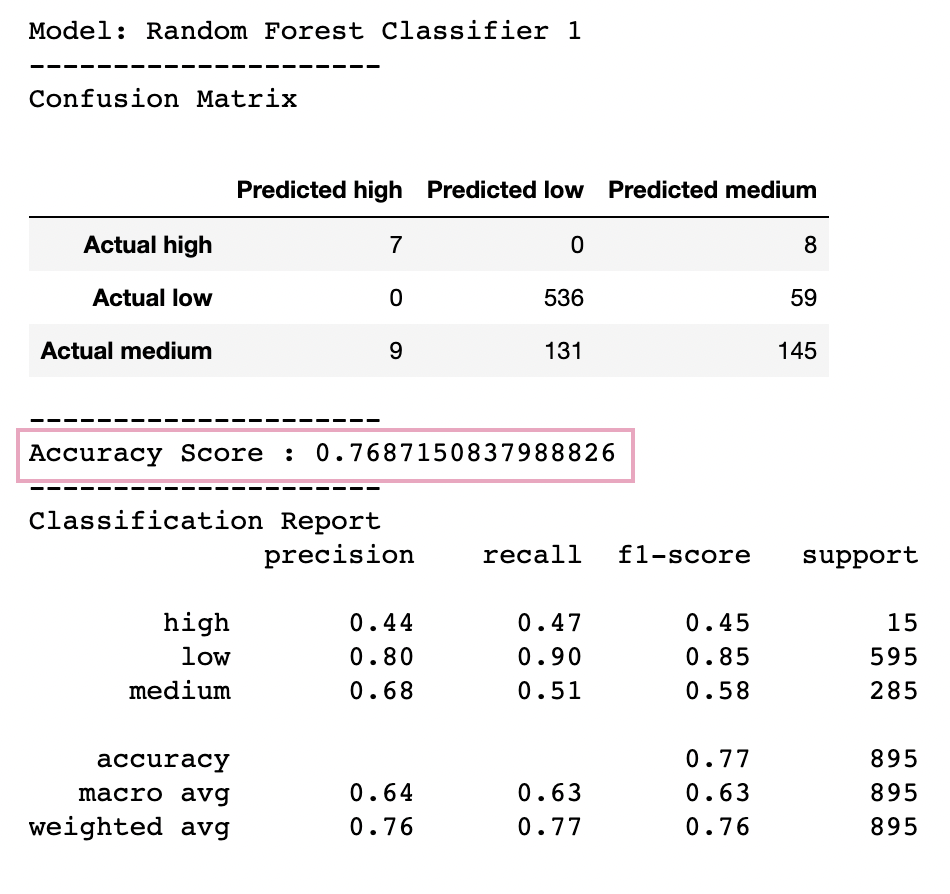 Model: Random Forest Classifier 1
---------------------
Confusion Matrix
Predicted high Predicted low Predicted medium
Actual high 7 0 8
Actual low 0 536 59
Actual medium 9 131 145
---------------------
Accuracy Score : 0.7687150837988826
---------------------
Classification Report
precision recall f1-score support
high 0.44 0.47 0.45 15
low 0.80 0.90 0.85 595
medium 0.68 0.51 0.58 285
accuracy 0.77 895
macro avg 0.64 0.63 0.63 895
weighted avg 0.76 0.77 0.76 895